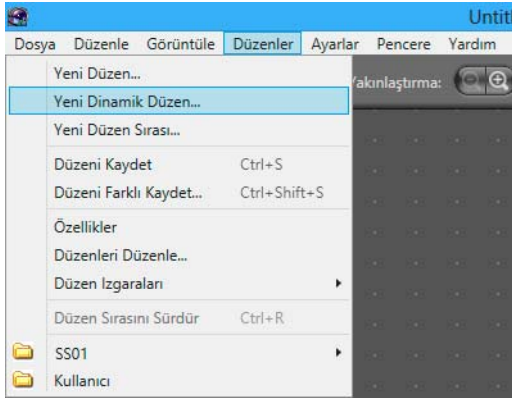 Untitl
Dosya Düzenle Görüntüle Düzenler Ayarlar Pencere Yardım
Yeni Düzen...
Yakınlaştırma:
Yeni Dinamik Düzen...
Yeni Düzen Sırası...
Düzeni Kaydet Ctrl+S
Düzeni Farklı Kaydet... Ctrl+Shift+S
Özellikler
Düzenleri Düzenle...
Düzen Izgaraları
Düzen Sırasını Sürdür Ctrl+R
SS01
Kullanıcı